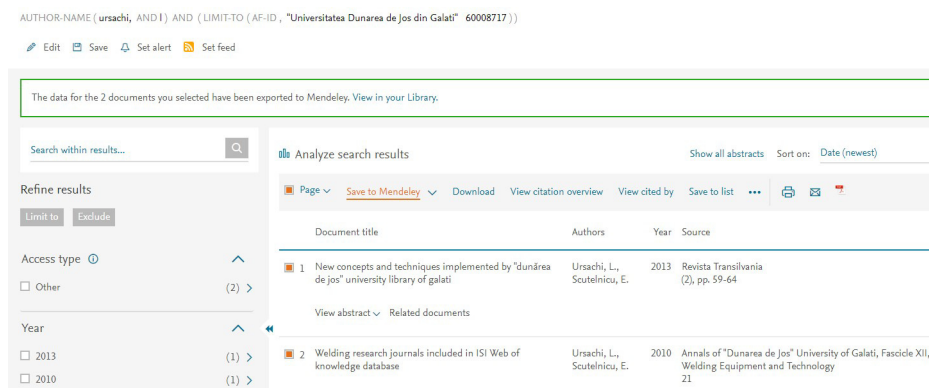 AUTHOR-NAME ( ursachi, AND l ) AND ( LIMIT-TO ( AF-ID , "Universitatea Dunarea de Jos din Galati" 60008717 ) )
Edit Save Set alert Set feed
The data for the 2 documents you selected have been exported to Mendeley. View in your Library.
Search within results...
Analyze search results Show all abstracts Sort on: Date (newest)
Refine results
Limit to Exclude
Access type
Other (2)
Year
2013 (1)
2010 (1)
Page Save to Mendeley Download View citation overview View cited by Save to list •••
Document title Authors Year Source
1 New concepts and techniques implemented by "dunărea Ursachi, L., 2013 Revista Transilvania
de jos" university library of galati Scutelnicu, E. (2), pp. 59-64
View abstract Related documents
2 Welding research journals included in ISI Web of Ursachi, L., 2010 Annals of "Dunarea de Jos" University of Galati, Fascicle XII,
knowledge database Scutelnicu, E. Welding Equipment and Technology
21